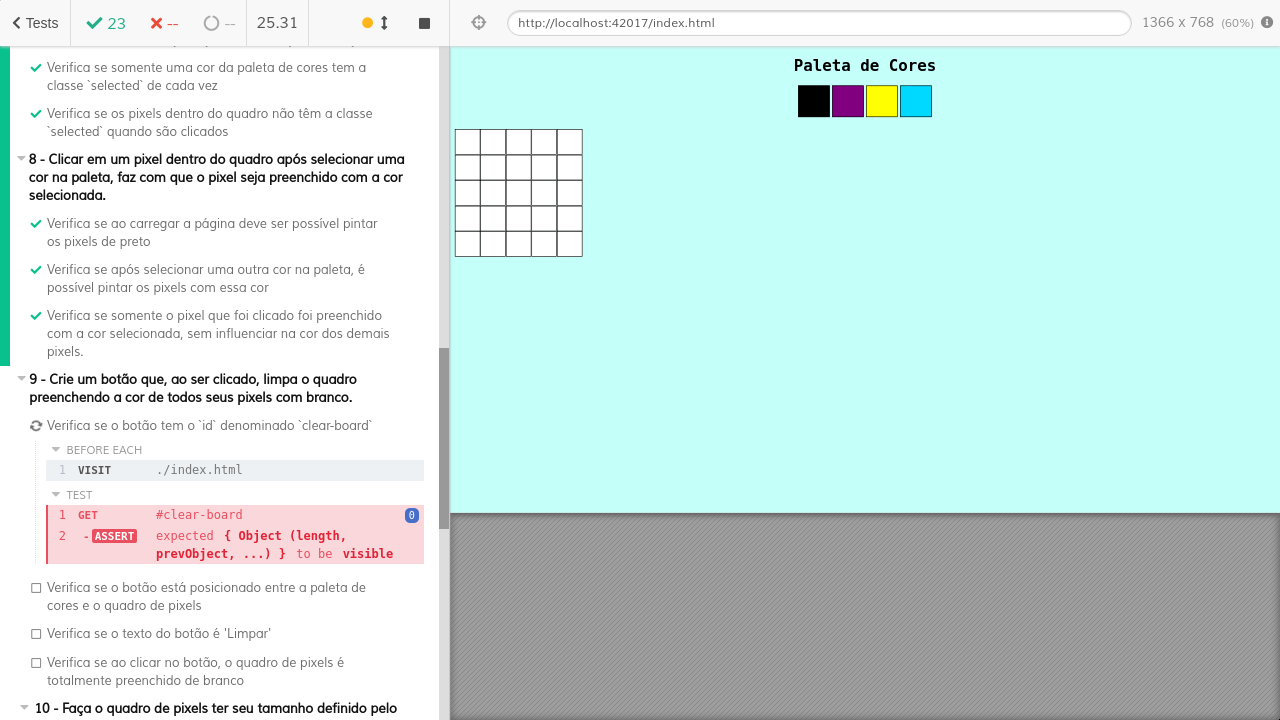 Tests
23
--
--
25.31
http://localhost:42017/index.html
1366 x 768 (60%)
Verifica se somente uma cor da paleta de cores tem a
classe `selected` de cada vez
Verifica se os pixels dentro do quadro não têm a classe
`selected` quando são clicados
8 - Clicar em um pixel dentro do quadro após selecionar uma
cor na paleta, faz com que o pixel seja preenchido com a cor
selecionada.
Verifica se ao carregar a página deve ser possível pintar
os pixels de preto
Verifica se após selecionar uma outra cor na paleta, é
possível pintar os pixels com essa cor
Verifica se somente o pixel que foi clicado foi preenchido
com a cor selecionada, sem influenciar na cor dos demais
pixels.
9 - Crie um botão que, ao ser clicado, limpa o quadro
preenchendo a cor de todos seus pixels com branco.
Verifica se o botão tem o `id` denominado `clear-board`
BEFORE EACH
1 VISIT ./index.html
TEST
1 GET #clear-board 0
2 -ASSERT expected { Object (length,
prevObject, ...) } to be visible
Verifica se o botão está posicionado entre a paleta de
cores e o quadro de pixels
Verifica se o texto do botão é 'Limpar'
Verifica se ao clicar no botão, o quadro de pixels é
totalmente preenchido de branco
10 - Faça o quadro de pixels ter seu tamanho definido pelo
Paleta de Cores